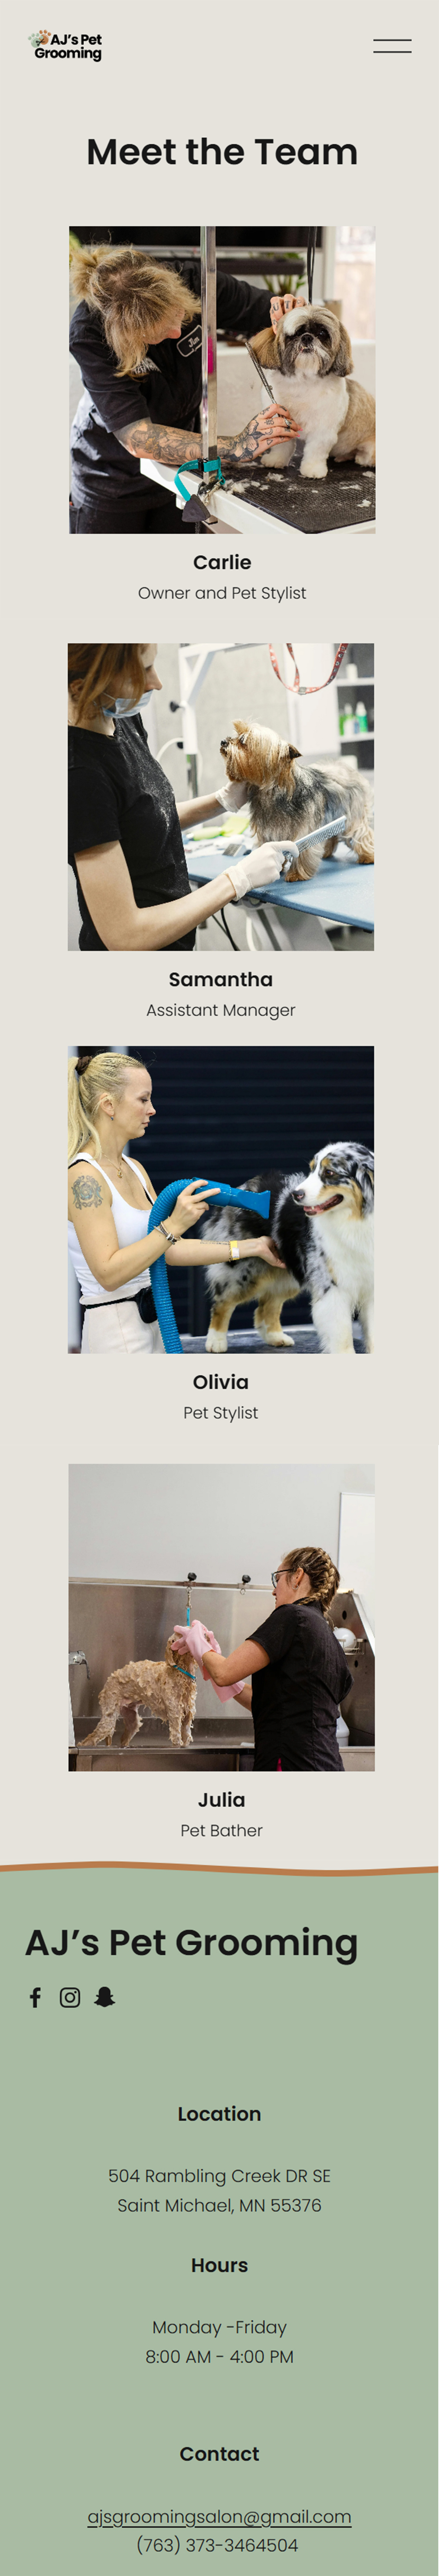 AJ's Pet
Grooming
Meet the Team
Carlie
Owner and Pet Stylist
Samantha
Assistant Manager
Olivia
Pet Stylist
Julia
Pet Bather
AJ's Pet Grooming
Location
504 Rambling Creek DR SE
Saint Michael, MN 55376
Hours
Monday -Friday
8:00 AM - 4:00 PM
Contact
ajsgroomingsalon@gmail.com
(763) 373-3464504